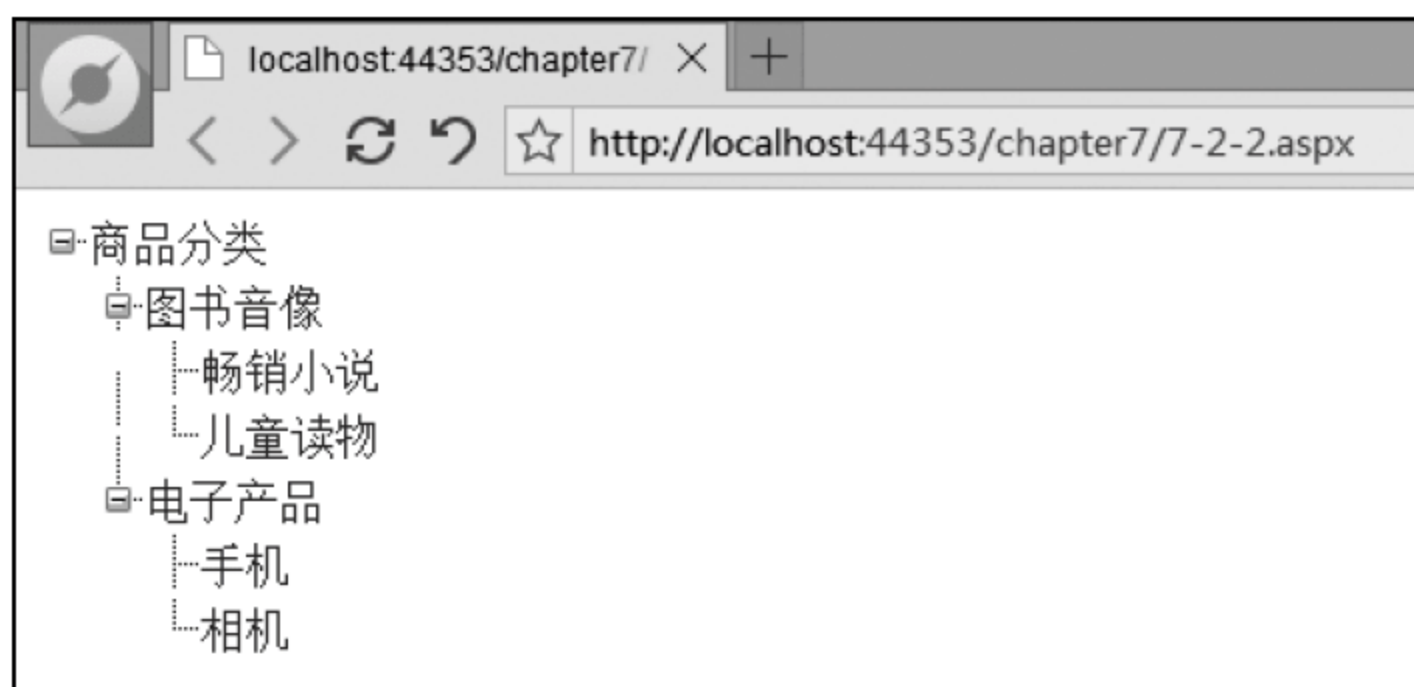 localhost:44353/chapter7/
http://localhost:44353/chapter7/7-2-2.aspx
商品分类
图书音像
畅销小说
儿童读物
电子产品
手机
相机